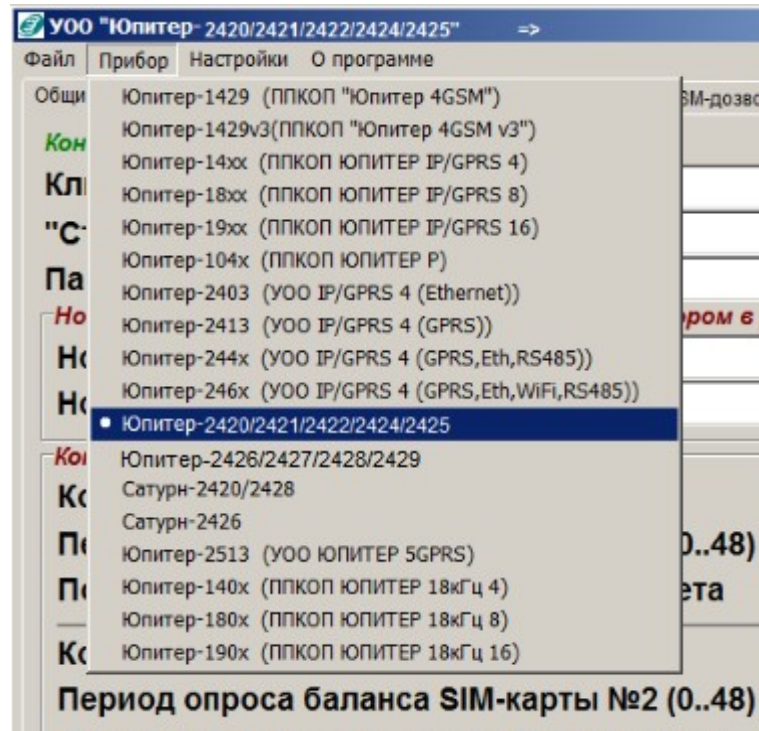 УОО "Юпитер- 2420/2421/2422/2424/2425" =>
Файл Прибор Настройки О программе
Юпитер-1429 (ППКОП "Юпитер 4GSM")
Юпитер-1429v3(ППКОП "Юпитер 4GSM v3")
Юпитер-14xx (ППКОП ЮПИТЕР IP/GPRS 4)
Юпитер-18xx (ППКОП ЮПИТЕР IP/GPRS 8)
Юпитер-19xx (ППКОП ЮПИТЕР IP/GPRS 16)
Юпитер-104x (ППКОП ЮПИТЕР Р)
Юпитер-2403 (УОО IP/GPRS 4 (Ethernet))
Юпитер-2413 (УОО IP/GPRS 4 (GPRS))
Юпитер-244x (УОО IP/GPRS 4 (GPRS,Eth,RS485))
Юпитер-246x (УОО IP/GPRS 4 (GPRS,Eth,WiFi,RS485))
Юпитер-2420/2421/2422/2424/2425
Юпитер-2426/2427/2428/2429
Сатурн-2420/2428
Сатурн-2426
Юпитер-2513 (УОО ЮПИТЕР 5GPRS)
0..48)
Юпитер-140x (ППКОП ЮПИТЕР 18кГц 4)
Юпитер-180x (ППКОП ЮПИТЕР 18кГц 8)
Юпитер-190x (ППКОП ЮПИТЕР 18кГц 16)
Период опроса баланса SIM-карты №2 (0..48)